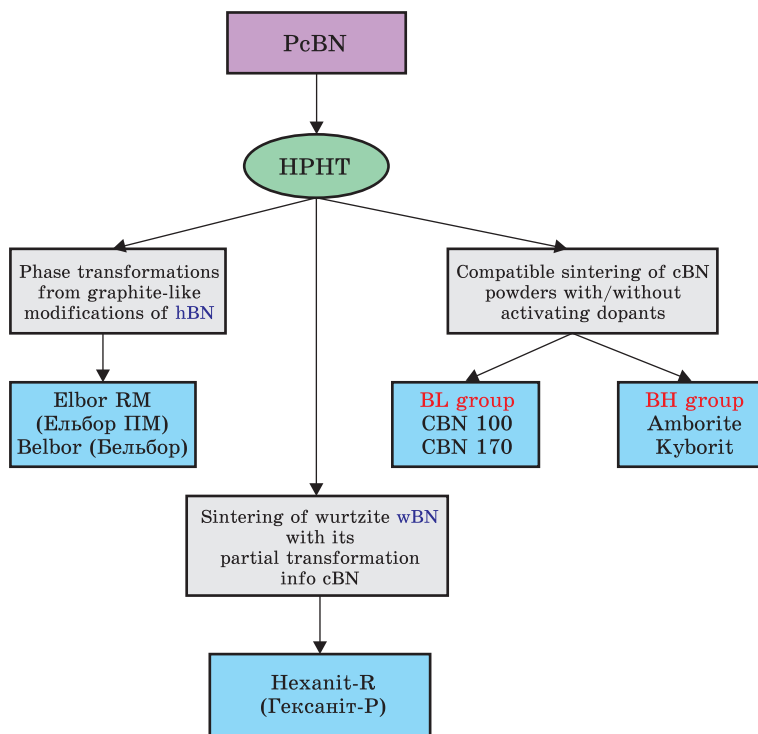 PcBN
HPHT
Phase transformations
from graphite-like
modifications of hBN
Compatible sintering of cBN
powders with/without
activating dopants
Elbor RM
(Ельбор ПМ)
Belbor (Бельбор)
BL group
CBN 100
CBN 170
BH group
Amborite
Kyborit
Sintering of wurtzite wBN
with its
partial transformation
info cBN
Hexanit-R
(Гексаніт-Р)